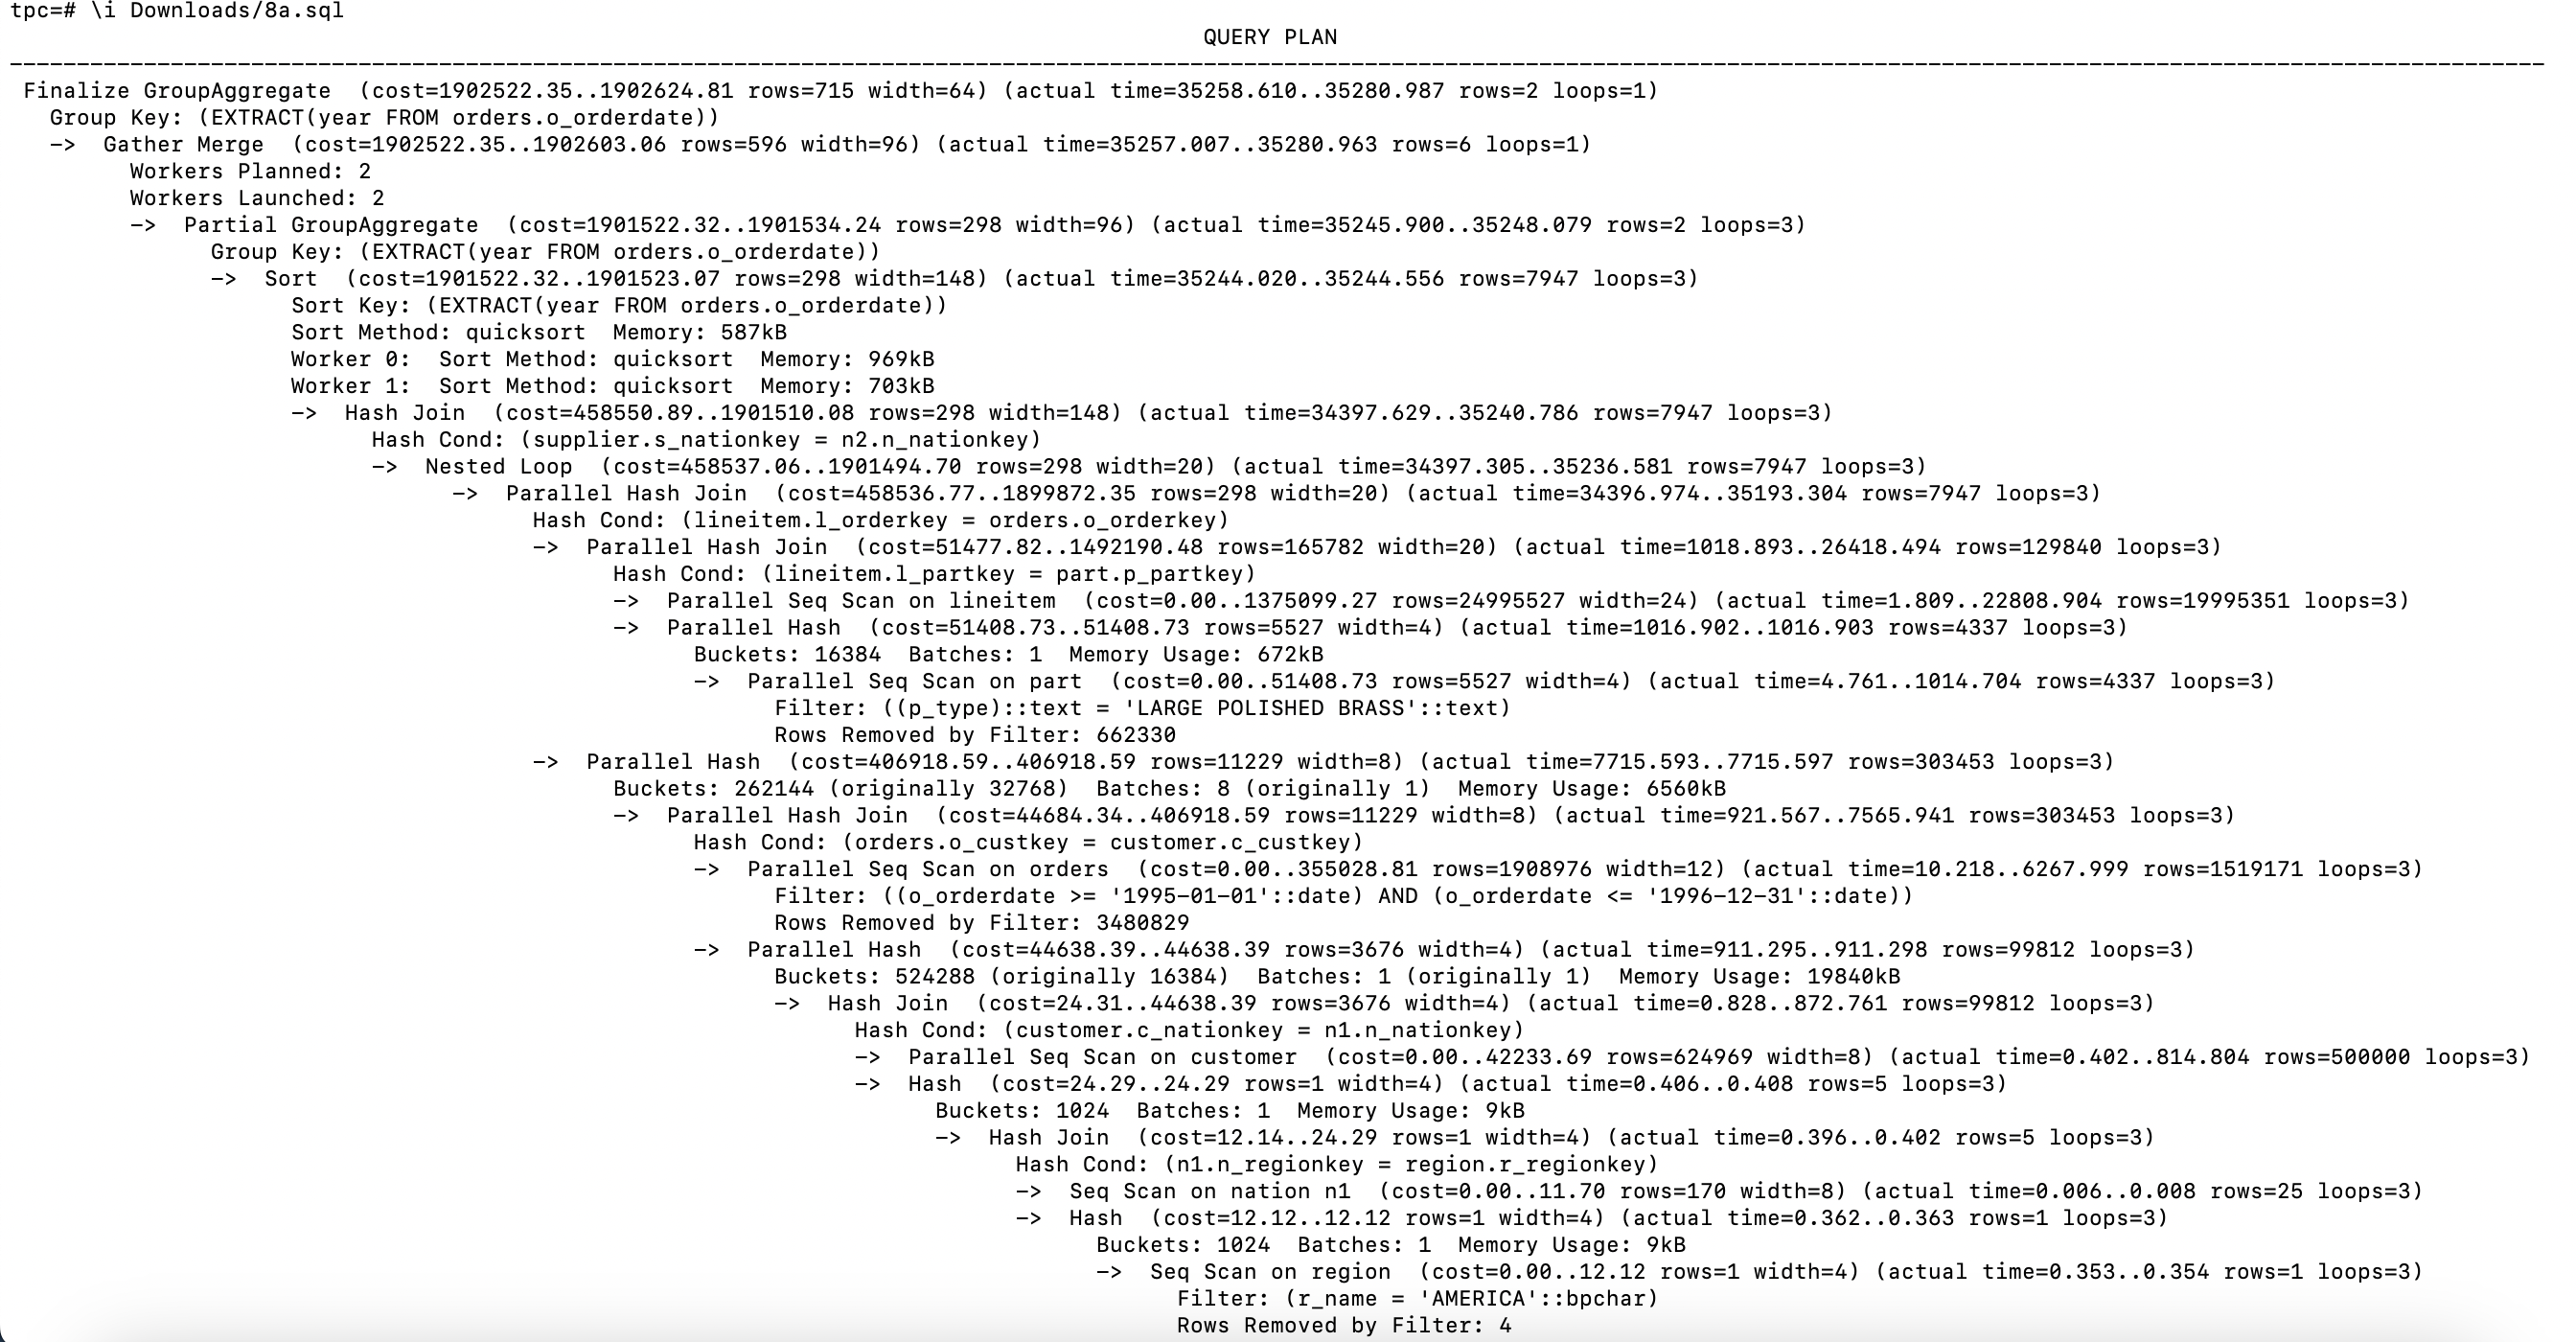 tpc=# \i Downloads/8a.sql
QUERY PLAN
----------------------------------------------------------------------------------------------------------------------------------------------------------------------------------------------
Finalize GroupAggregate  (cost=1902522.35..1902624.81 rows=715 width=64) (actual time=35258.610..35280.987 rows=2 loops=1)
Group Key: (EXTRACT(year FROM orders.o_orderdate))
->  Gather Merge  (cost=1902522.35..1902603.06 rows=596 width=96) (actual time=35257.007..35280.963 rows=6 loops=1)
Workers Planned: 2
Workers Launched: 2
->  Partial GroupAggregate  (cost=1901522.32..1901534.24 rows=298 width=96) (actual time=35245.900..35248.079 rows=2 loops=3)
Group Key: (EXTRACT(year FROM orders.o_orderdate))
->  Sort  (cost=1901522.32..1901523.07 rows=298 width=148) (actual time=35244.020..35244.556 rows=7947 loops=3)
Sort Key: (EXTRACT(year FROM orders.o_orderdate))
Sort Method: quicksort  Memory: 587kB
Worker 0:  Sort Method: quicksort  Memory: 969kB
Worker 1:  Sort Method: quicksort  Memory: 703kB
->  Hash Join  (cost=458550.89..1901510.08 rows=298 width=148) (actual time=34397.629..35240.786 rows=7947 loops=3)
Hash Cond: (supplier.s_nationkey = n2.n_nationkey)
->  Nested Loop  (cost=458537.06..1901494.70 rows=298 width=20) (actual time=34397.305..35236.581 rows=7947 loops=3)
->  Parallel Hash Join  (cost=458536.77..1899872.35 rows=298 width=20) (actual time=34396.974..35193.304 rows=7947 loops=3)
Hash Cond: (lineitem.l_orderkey = orders.o_orderkey)
->  Parallel Hash Join  (cost=51477.82..1492190.48 rows=165782 width=20) (actual time=1018.893..26418.494 rows=129840 loops=3)
Hash Cond: (lineitem.l_partkey = part.p_partkey)
->  Parallel Seq Scan on lineitem  (cost=0.00..1375099.27 rows=24995527 width=24) (actual time=1.809..22808.904 rows=19995351 loops=3)
->  Parallel Hash  (cost=51408.73..51408.73 rows=5527 width=4) (actual time=1016.902..1016.903 rows=4337 loops=3)
Buckets: 16384  Batches: 1  Memory Usage: 672kB
->  Parallel Seq Scan on part  (cost=0.00..51408.73 rows=5527 width=4) (actual time=4.761..1014.704 rows=4337 loops=3)
Filter: ((p_type)::text = 'LARGE POLISHED BRASS'::text)
Rows Removed by Filter: 662330
->  Parallel Hash  (cost=406918.59..406918.59 rows=11229 width=8) (actual time=7715.593..7715.597 rows=303453 loops=3)
Buckets: 262144 (originally 32768)  Batches: 8 (originally 1)  Memory Usage: 6560kB
->  Parallel Hash Join  (cost=44684.34..406918.59 rows=11229 width=8) (actual time=921.567..7565.941 rows=303453 loops=3)
Hash Cond: (orders.o_custkey = customer.c_custkey)
->  Parallel Seq Scan on orders  (cost=0.00..355028.81 rows=1908976 width=12) (actual time=10.218..6267.999 rows=1519171 loops=3)
Filter: ((o_orderdate >= '1995-01-01'::date) AND (o_orderdate <= '1996-12-31'::date))
Rows Removed by Filter: 3480829
->  Parallel Hash  (cost=44638.39..44638.39 rows=3676 width=4) (actual time=911.295..911.298 rows=99812 loops=3)
Buckets: 524288 (originally 16384)  Batches: 1 (originally 1)  Memory Usage: 19840kB
->  Hash Join  (cost=24.31..44638.39 rows=3676 width=4) (actual time=0.828..872.761 rows=99812 loops=3)
Hash Cond: (customer.c_nationkey = n1.n_nationkey)
->  Parallel Seq Scan on customer  (cost=0.00..42233.69 rows=624969 width=8) (actual time=0.402..814.804 rows=500000 loops=3)
->  Hash  (cost=24.29..24.29 rows=1 width=4) (actual time=0.406..0.408 rows=5 loops=3)
Buckets: 1024  Batches: 1  Memory Usage: 9kB
->  Hash Join  (cost=12.14..24.29 rows=1 width=4) (actual time=0.396..0.402 rows=5 loops=3)
Hash Cond: (n1.n_regionkey = region.r_regionkey)
->  Seq Scan on nation n1  (cost=0.00..11.70 rows=170 width=8) (actual time=0.006..0.008 rows=25 loops=3)
->  Hash  (cost=12.12..12.12 rows=1 width=4) (actual time=0.362..0.363 rows=1 loops=3)
Buckets: 1024  Batches: 1  Memory Usage: 9kB
->  Seq Scan on region  (cost=0.00..12.12 rows=1 width=4) (actual time=0.353..0.354 rows=1 loops=3)
Filter: (r_name = 'AMERICA'::bpchar)
Rows Removed by Filter: 4